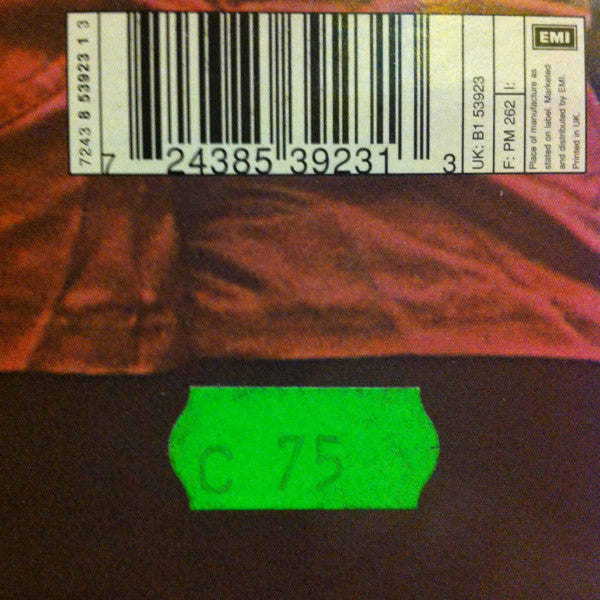 7243 8 53923 1 3
7 24385 39231 3
UK: B1 53923
F: PM 262 I:
EMI
Place of manufacture as
stated on label. Marketed
and distributed by EMI.
Printed in UK.
C 75